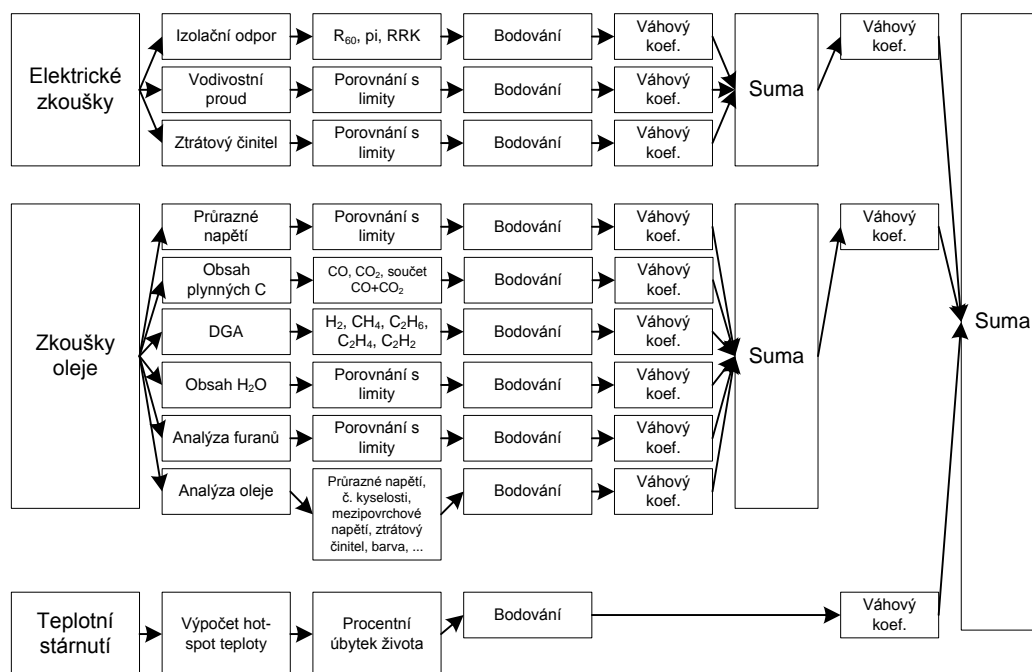 Elektrické
zkoušky
Izolační odpor
R60, pi, RRK
Bodování
Váhový
koef.
Vodivostní
proud
Porovnání s
limity
Bodování
Váhový
koef.
Ztrátový činitel
Porovnání s
limity
Bodování
Váhový
koef.
Suma
Váhový
koef.
Zkoušky
oleje
Průrazné
napětí
Porovnání s
limity
Bodování
Váhový
koef.
Obsah
plynných C
CO, CO₂, součet
CO+CO₂
Bodování
Váhový
koef.
DGA
H₂, CH₄, C₂H₆,
C₂H₄, C₂H₂
Bodování
Váhový
koef.
Obsah H₂O
Porovnání s
limity
Bodování
Váhový
koef.
Analýza furanů
Porovnání s
limity
Bodování
Váhový
koef.
Analýza oleje
Průrazné napětí,
č. kyselosti,
mezipovrchové
napětí, ztrátový
činitel, barva, ...
Bodování
Váhový
koef.
Suma
Váhový
koef.
Teplotní
stárnutí
Výpočet hot-
spot teploty
Procentní
úbytek života
Bodování
Váhový
koef.
Suma